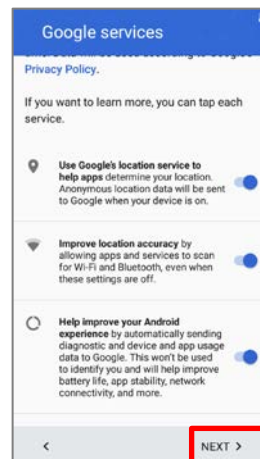 Google services
Privacy Policy.
If you want to learn more, you can tap each
service.
Use Google's location service to
help apps determine your location.
Anonymous location data will be sent
to Google when your device is on.
Improve location accuracy by
allowing apps and services to scan
for Wi-Fi and Bluetooth, even when
these settings are off.
Help improve your Android
experience by automatically sending
diagnostic and device and app usage
data to Google. This won't be used
to identify you and will help improve
battery life, app stability, network
connectivity, and more.
< NEXT >